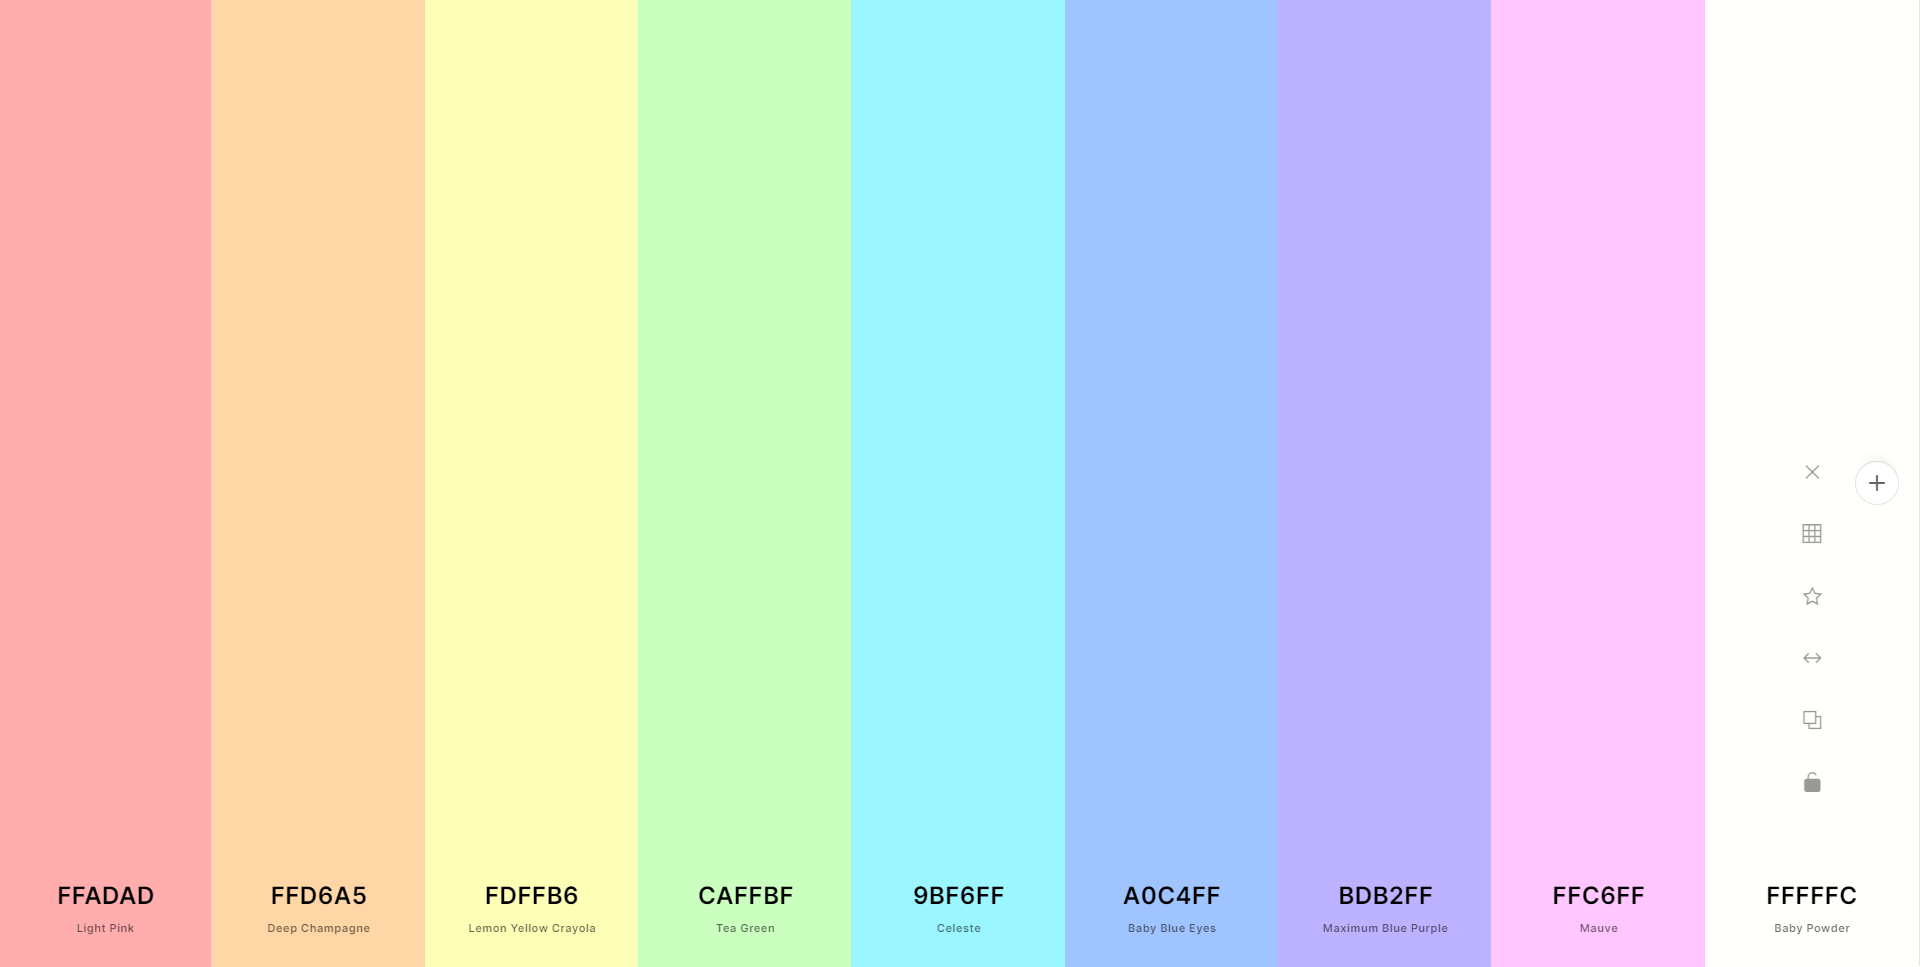 FFADAD
Light Pink
FFD6A5
Deep Champagne
FDFFB6
Lemon Yellow Crayola
CAFFBF
Tea Green
9BF6FF
Celeste
A0C4FF
Baby Blue Eyes
BDB2FF
Maximum Blue Purple
FFC6FF
Mauve
FFFFFC
Baby Powder